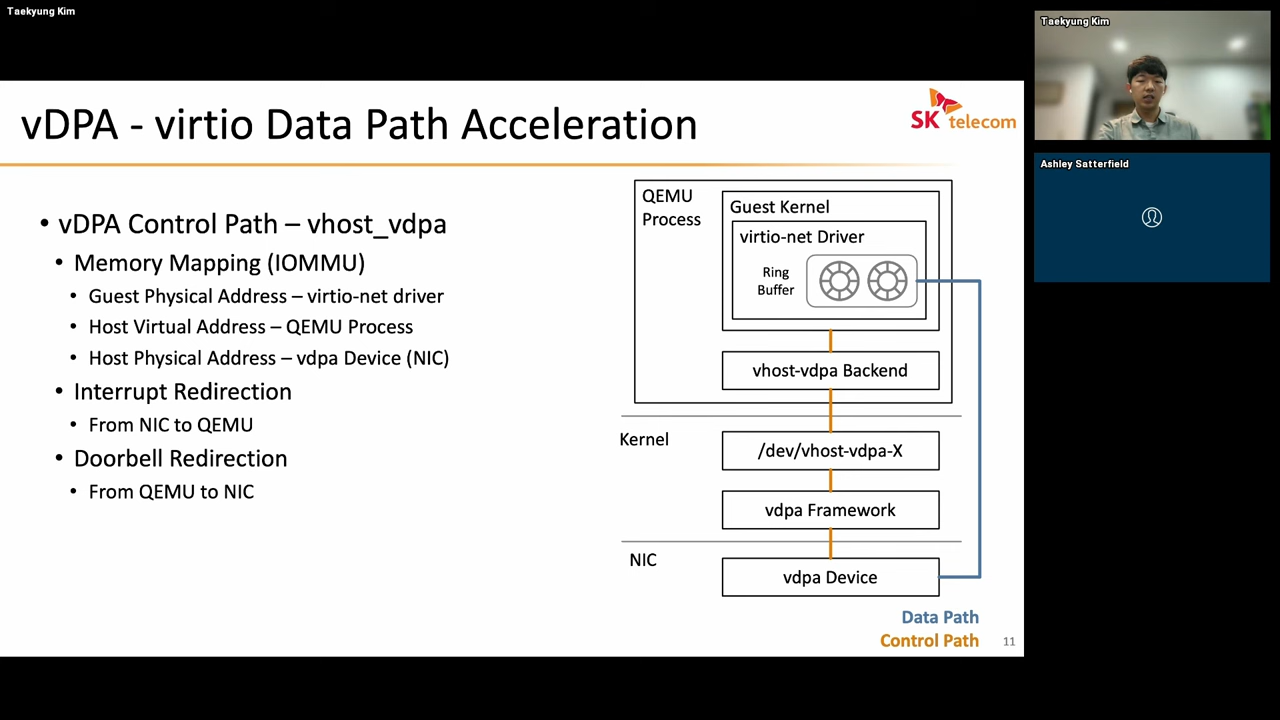 Taekyung Kim
Taekyung Kim
Ashley Satterfield
vDPA - virtio Data Path Acceleration
SK telecom
• vDPA Control Path – vhost_vdpa
• Memory Mapping (IOMMU)
• Guest Physical Address – virtio-net driver
• Host Virtual Address – QEMU Process
• Host Physical Address – vdpa Device (NIC)
• Interrupt Redirection
• From NIC to QEMU
• Doorbell Redirection
• From QEMU to NIC
QEMU
Process
Guest Kernel
virtio-net Driver
Ring
Buffer
vhost-vdpa Backend
Kernel
/dev/vhost-vdpa-X
vdpa Framework
NIC
vdpa Device
Data Path
Control Path
11